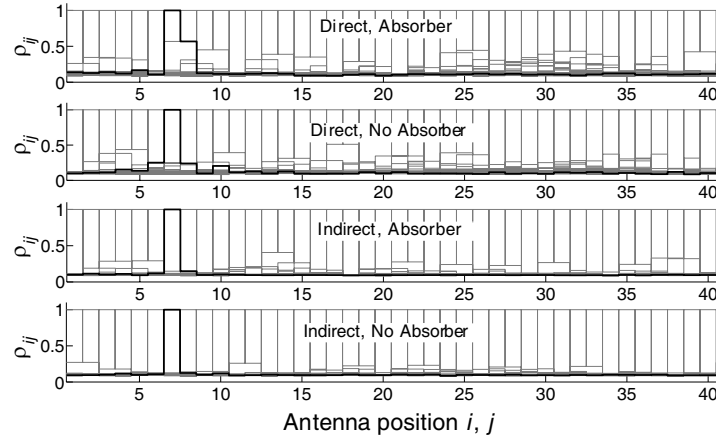 1
Direct, Absorber
0.5
ρij
0
5 10 15 20 25 30 35 40
1
Direct, No Absorber
0.5
ρij
0
5 10 15 20 25 30 35 40
1
Indirect, Absorber
0.5
ρij
0
5 10 15 20 25 30 35 40
1
Indirect, No Absorber
0.5
ρij
0
5 10 15 20 25 30 35 40
Antenna position i, j